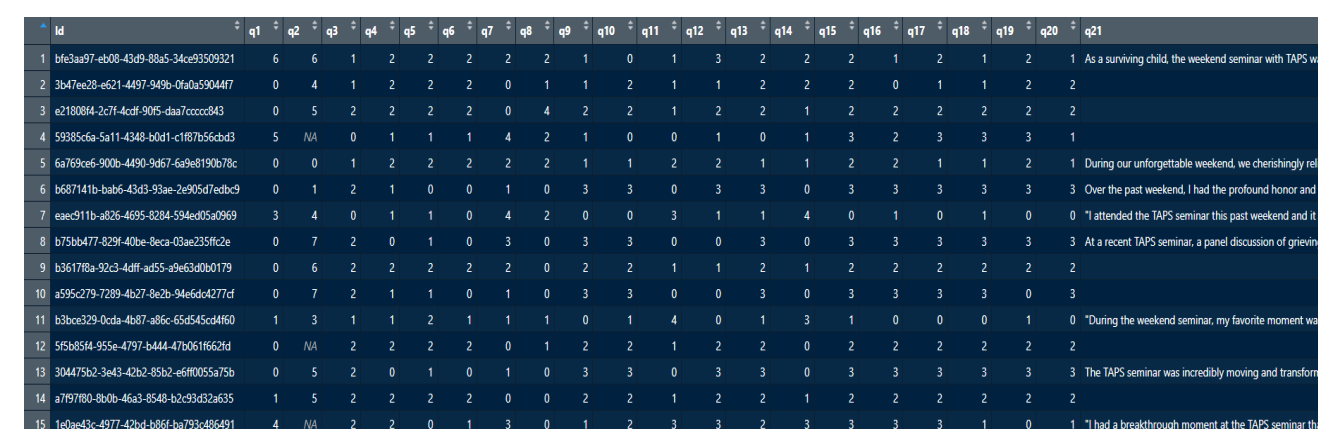 Id q1 q2 q3 q4 q5 q6 q7 q8 q9 q10 q11 q12 q13 q14 q15 q16 q17 q18 q19 q20 q21
1 bfe3aa97-eb08-43d9-88a5-34ce93509321 6 6 1 2 2 2 2 2 1 0 1 3 2 2 2 1 2 1 2 1 As a surviving child, the weekend seminar with TAPS wa
2 3b47ee28-e621-4497-949b-0fa0a59044f7 0 4 1 2 2 2 0 1 1 2 1 1 2 2 2 0 1 1 2 2
3 e21808f4-2c7f-4cdf-90f5-daa7ccccc843 0 5 2 2 2 2 0 4 2 2 1 2 2 1 2 2 2 2 2 2
4 59385c6a-5a11-4348-b0d1-c1f87b56cbd3 5 NA 0 1 1 1 4 2 1 0 0 1 0 1 3 2 3 3 3 1
5 6a769ce6-900b-4490-9d67-6a9e8190b78c 0 0 1 2 2 2 2 2 1 1 2 2 1 1 2 2 1 1 2 1 During our unforgettable weekend, we cherishingly reli
6 b687141b-bab6-43d3-93ae-2e905d7edbc9 0 1 2 1 0 0 1 0 3 3 0 3 3 0 3 3 3 3 3 3 Over the past weekend, I had the profound honor and
7 eaec911b-a826-4695-8284-594ed05a0969 3 4 0 1 1 0 4 2 0 0 3 1 1 4 0 1 0 1 0 0 "I attended the TAPS seminar this past weekend and it
8 b75bb477-829f-40be-8eca-03ae235ffc2e 0 7 2 0 1 0 3 0 3 3 0 0 3 0 3 3 3 3 3 3 At a recent TAPS seminar, a panel discussion of grievin
9 b3617f8a-92c3-4dff-ad55-a9e63d0b0179 0 6 2 2 2 2 2 0 2 2 1 1 2 1 2 2 2 2 2 2
10 a595c279-7289-4b27-8e2b-94e6dc4277cf 0 7 2 1 1 0 1 0 3 3 0 0 3 0 3 3 3 3 0 3
11 b3bce329-0cda-4b87-a86c-65d545cd4f60 1 3 1 1 2 1 1 1 0 1 4 0 1 3 1 0 0 0 1 0 "During the weekend seminar, my favorite moment wa
12 5f5b85f4-955e-4797-b444-47b061f662fd 0 NA 2 2 2 2 0 1 2 2 1 2 2 0 2 2 2 2 2 2
13 304475b2-3e43-42b2-85b2-e6ff0055a75b 0 5 2 0 1 0 1 0 3 3 0 3 3 0 3 3 3 3 3 3 The TAPS seminar was incredibly moving and transform
14 a7f97f80-8b0b-46a3-8548-b2c93d32a635 1 5 2 2 2 2 0 0 2 2 1 2 2 1 2 2 2 2 2 2
15 1e0ae43c-4977-42bd-b86f-ba793c486491 4 NA 2 2 0 1 3 0 1 2 3 3 2 3 3 3 3 1 0 1 "I had a breakthrough moment at the TAPS seminar tha